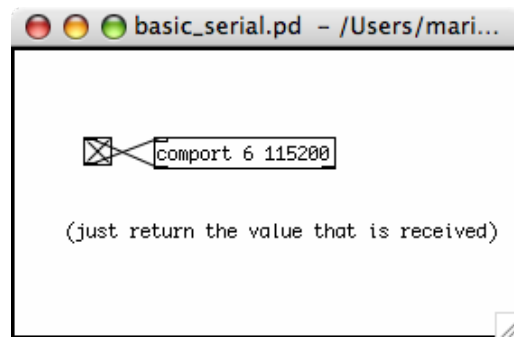 basic_serial.pd - /Users/mari...
comport 6 115200
(just return the value that is received)